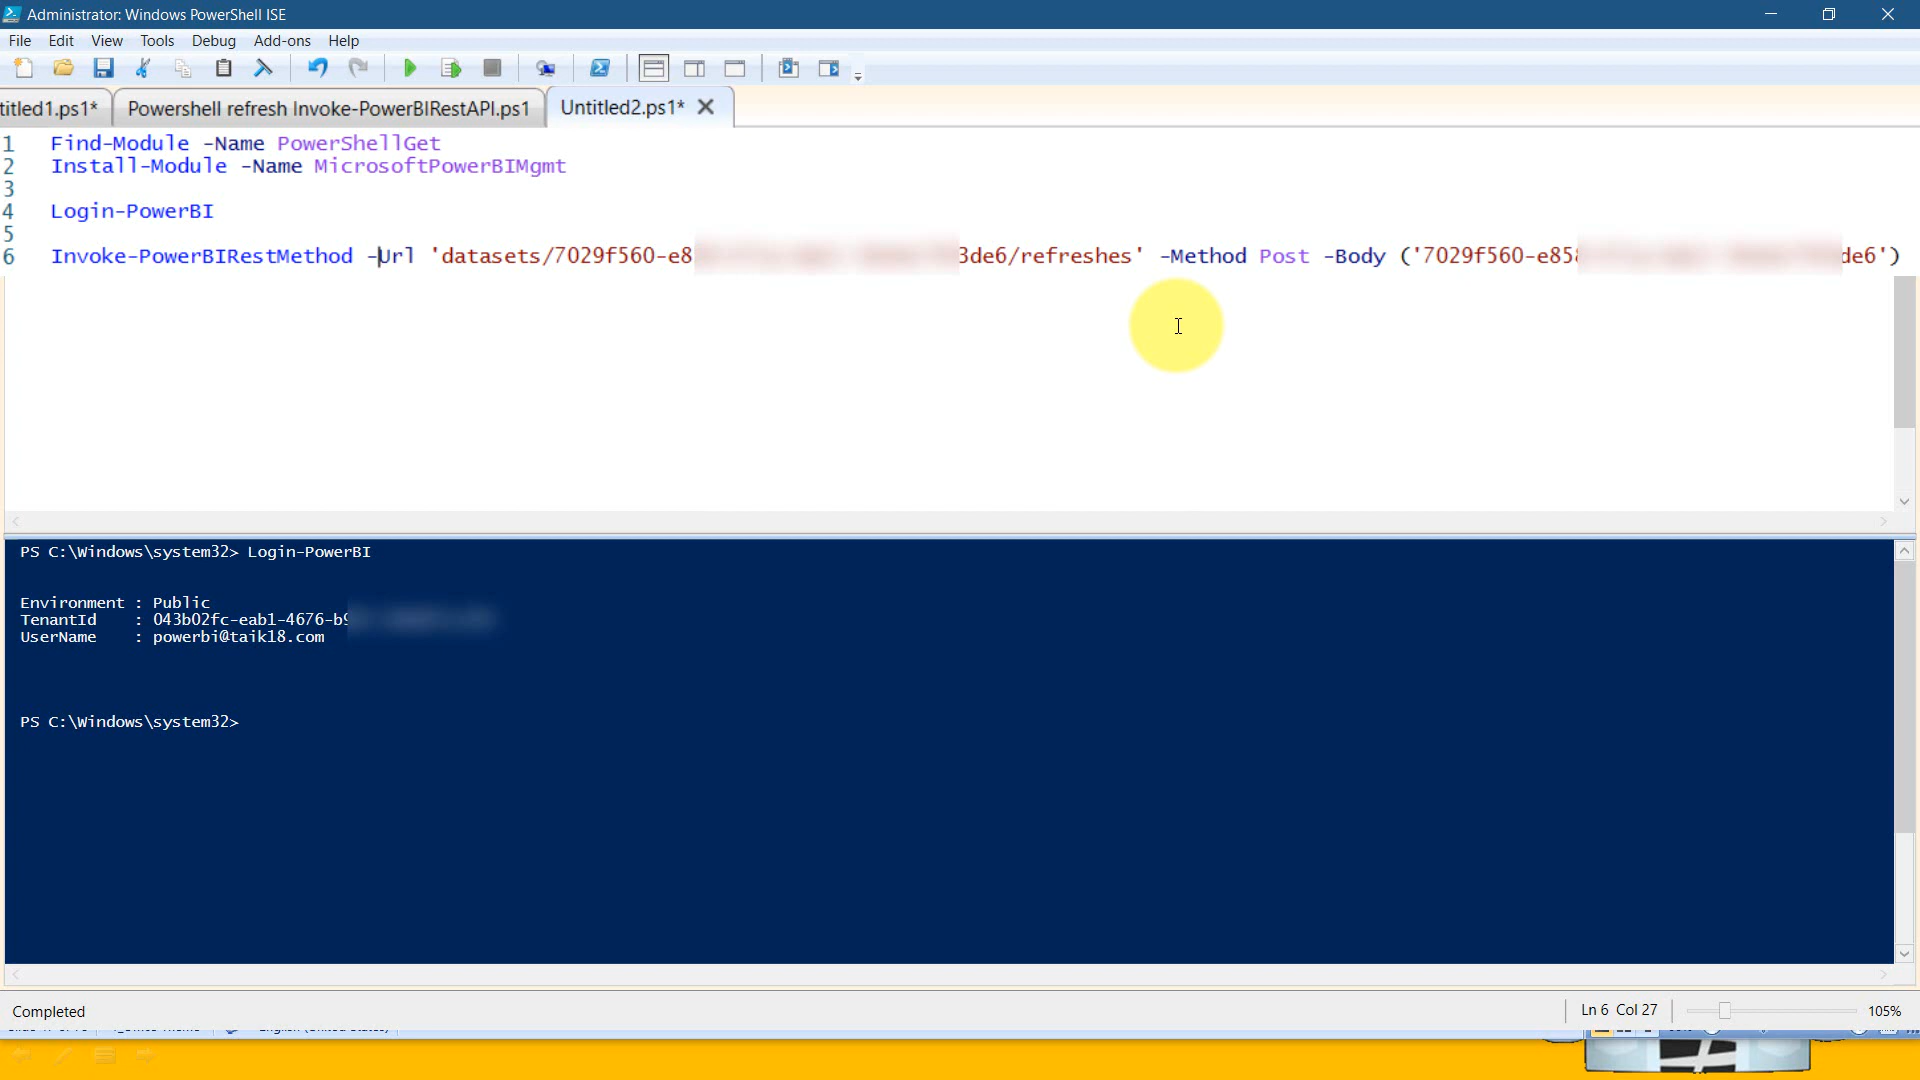 Administrator: Windows PowerShell ISE
File Edit View Tools Debug Add-ons Help
titled1.ps1* Powershell refresh Invoke-PowerBIRestAPI.ps1 Untitled2.ps1*
1 Find-Module -Name PowerShellGet
2 Install-Module -Name MicrosoftPowerBIMgmt
3
4 Login-PowerBI
5
6 Invoke-PowerBIRestMethod -Url 'datasets/7029f560-e8 3de6/refreshes' -Method Post -Body ('7029f560-e858 de6')
PS C:\Windows\system32> Login-PowerBI
Environment : Public
TenantId : 043b02fc-eab1-4676-b9
UserName : powerbi@taik18.com
PS C:\Windows\system32>
Completed
Ln 6 Col 27
105%